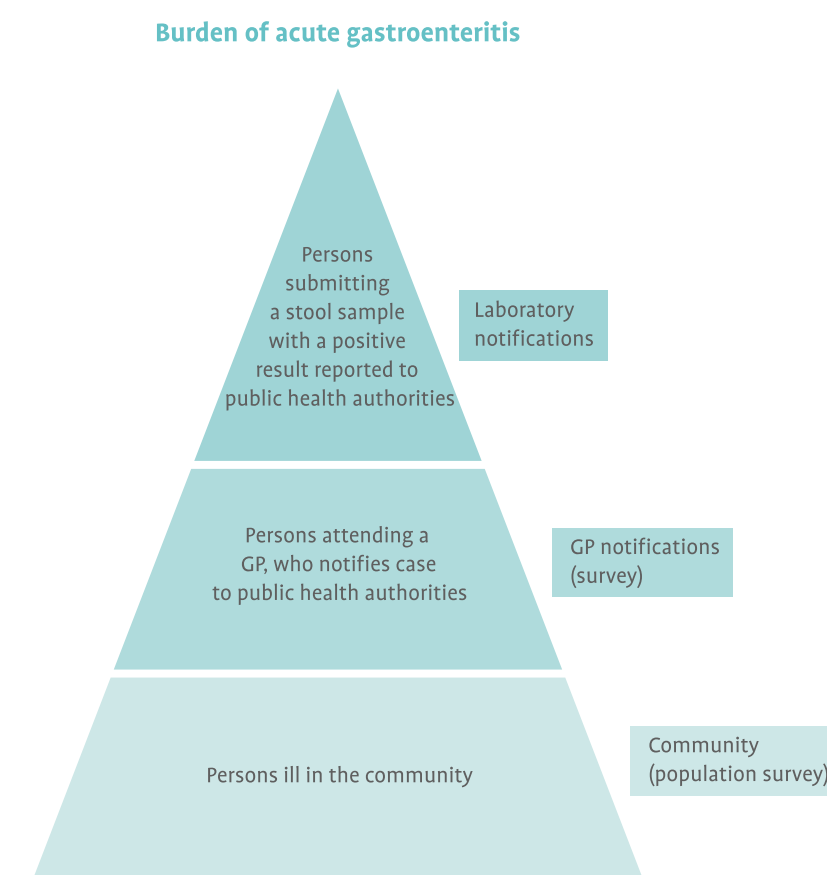 Burden of acute gastroenteritis
Persons
submitting
a stool sample
with a positive
result reported to
public health authorities
Laboratory
notifications
Persons attending a
GP, who notifies case
to public health authorities
GP notifications
(survey)
Persons ill in the community
Community
(population survey)